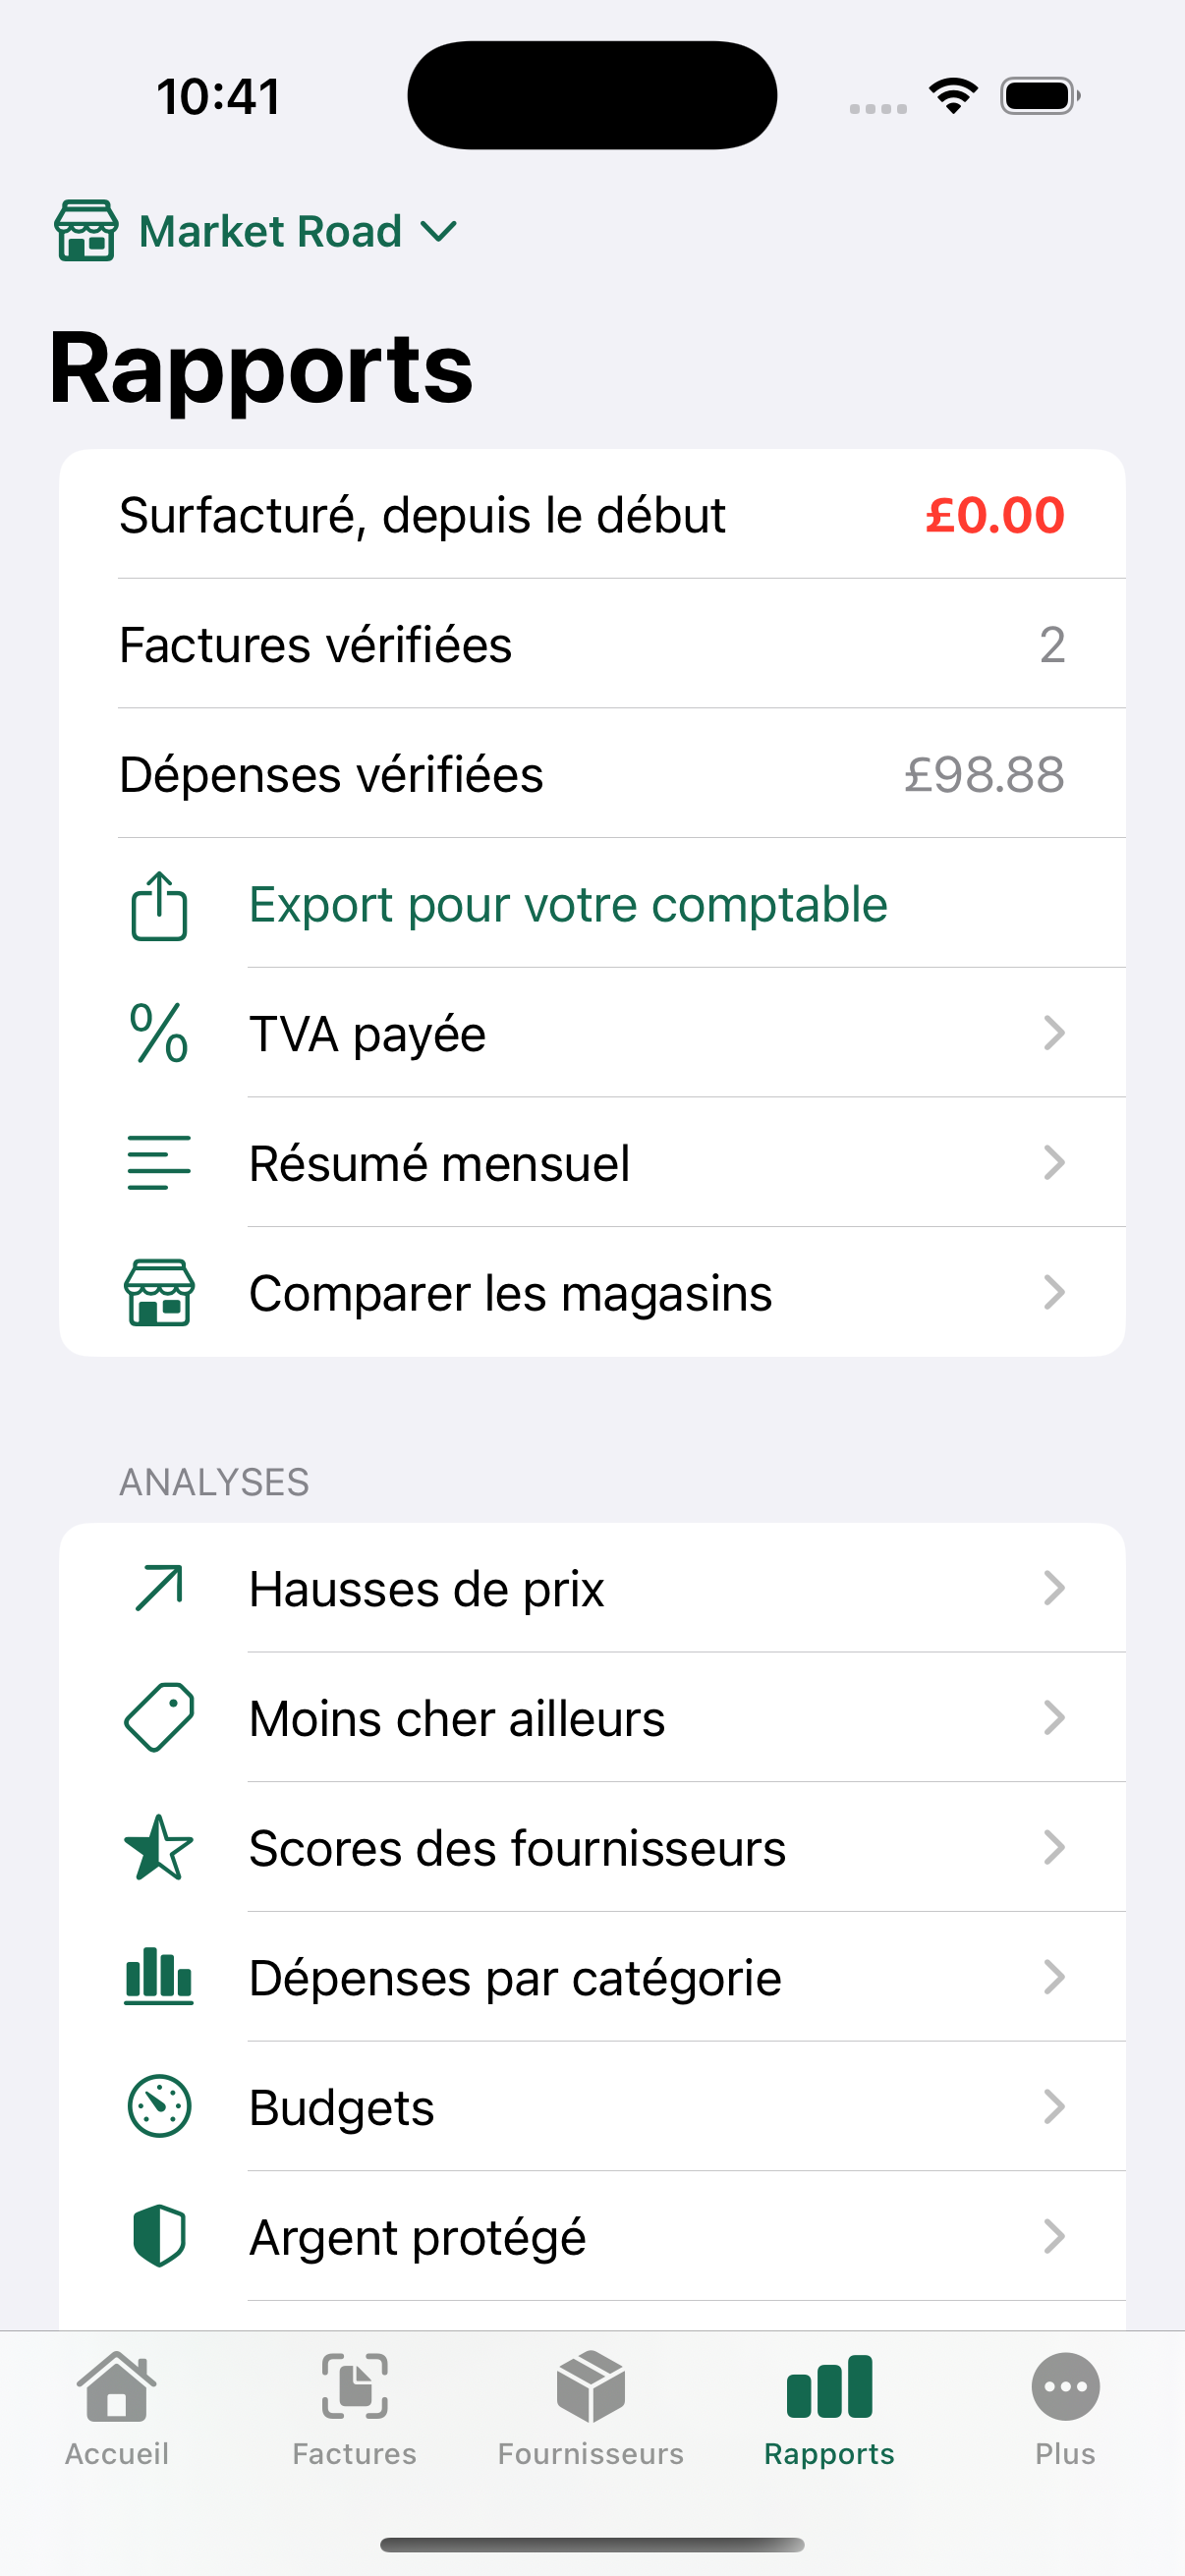 10:41
Market Road
Rapports
Surfacturé, depuis le début £0.00
Factures vérifiées 2
Dépenses vérifiées £98.88
Export pour votre comptable
TVA payée
Résumé mensuel
Comparer les magasins
ANALYSES
Hausses de prix
Moins cher ailleurs
Scores des fournisseurs
Dépenses par catégorie
Budgets
Argent protégé
Accueil Factures Fournisseurs Rapports Plus